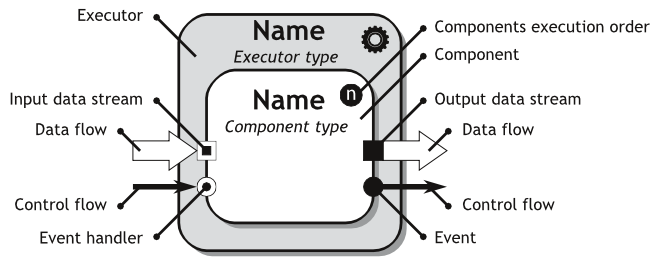 Executor
Name
Executor type
Components execution order
Component
Name
n
Component type
Input data stream
Output data stream
Data flow
Data flow
Control flow
Control flow
Event handler
Event